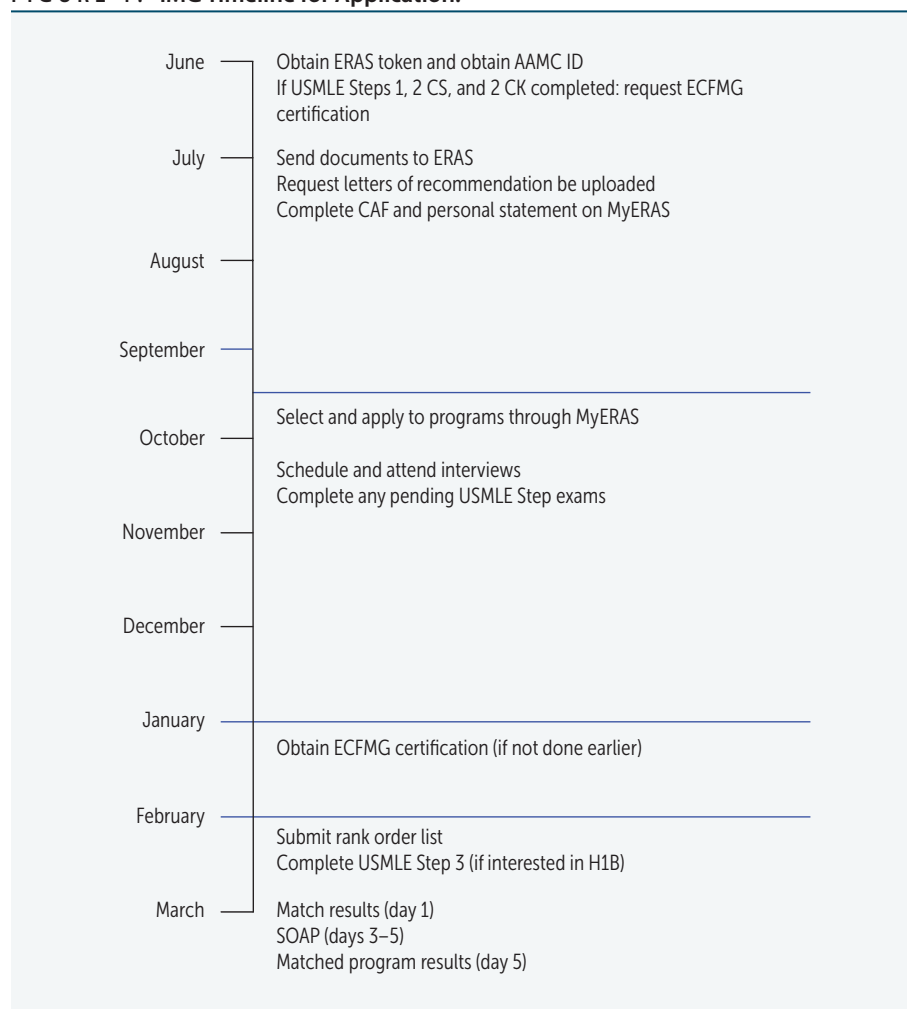 IMG Timeline for Application.
June
Obtain ERAS token and obtain AAMC ID
If USMLE Steps 1, 2 CS, and 2 CK completed: request ECFMG
certification
July
Send documents to ERAS
Request letters of recommendation be uploaded
Complete CAF and personal statement on MyERAS
August
September
Select and apply to programs through MyERAS
October
Schedule and attend interviews
Complete any pending USMLE Step exams
November
December
January
Obtain ECFMG certification (if not done earlier)
February
Submit rank order list
Complete USMLE Step 3 (if interested in H1B)
March
Match results (day 1)
SOAP (days 3–5)
Matched program results (day 5)